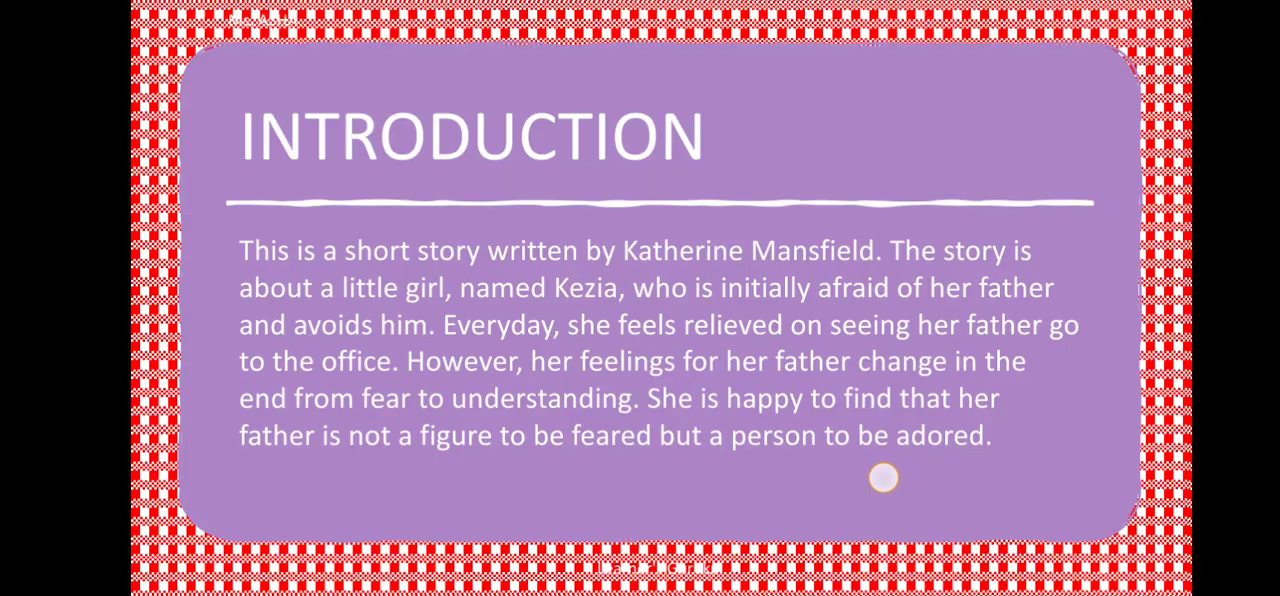 INTRODUCTION
This is a short story written by Katherine Mansfield. The story is
about a little girl, named Kezia, who is initially afraid of her father
and avoids him. Everyday, she feels relieved on seeing her father go
to the office. However, her feelings for her father change in the
end from fear to understanding. She is happy to find that her
father is not a figure to be feared but a person to be adored.